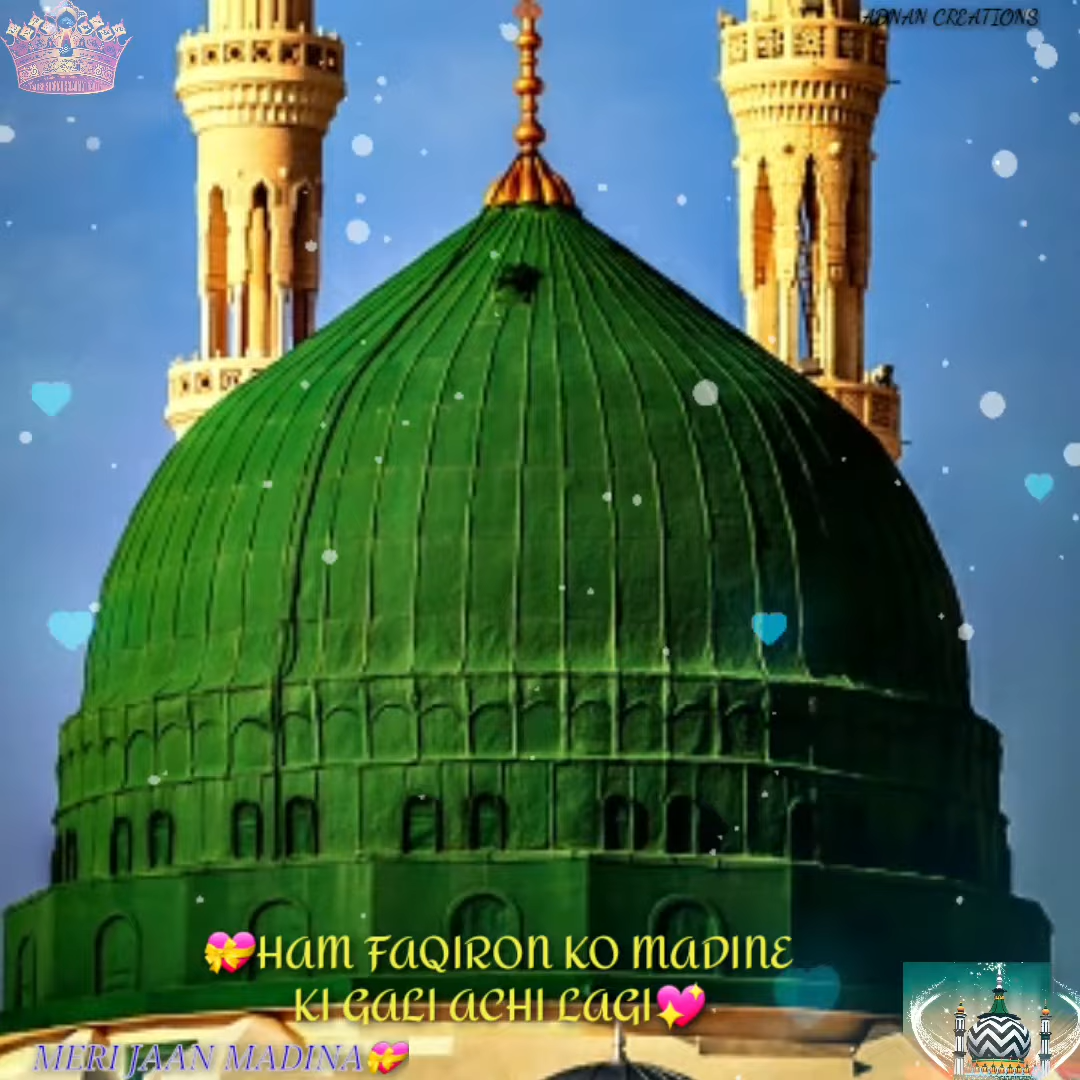 ADNAN CREATIONS
💝HAM FAQIRON KO MADINE
KI GALI ACHI LAGI💖
MERI JAAN MADINA💝